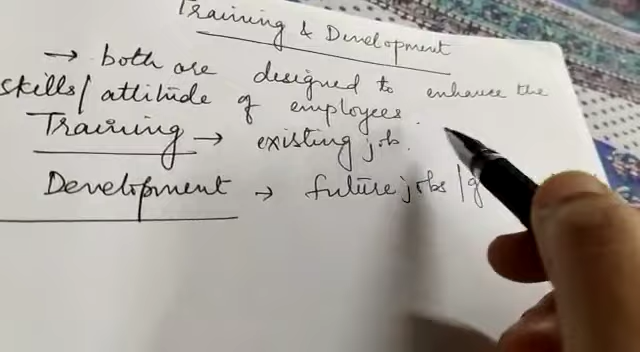 Training & Development
→ both are designed to enhance the
skills/attitude of employees.
Training → existing job.
Development → future jobs/g